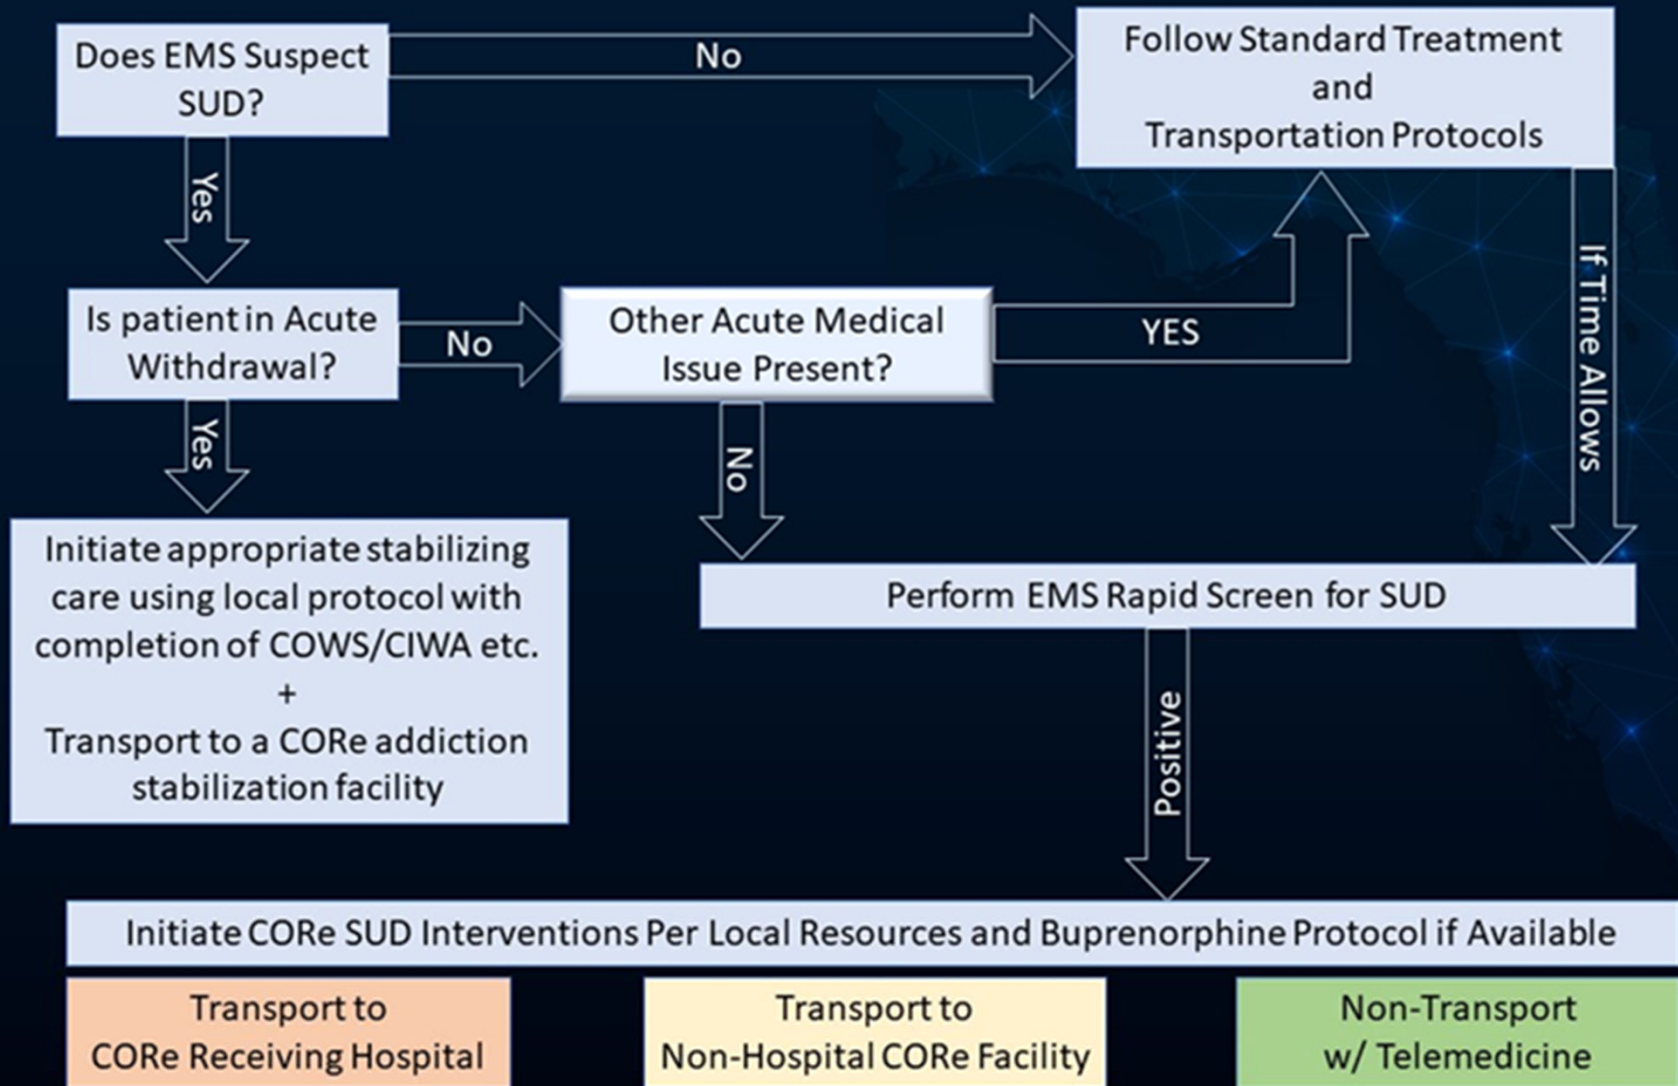 Does EMS Suspect
SUD?
No
Follow Standard Treatment
and
Transportation Protocols
Yes
Is patient in Acute
Withdrawal?
No
Other Acute Medical
Issue Present?
YES
If Time Allows
Yes
No
Initiate appropriate stabilizing
care using local protocol with
completion of COWS/CIWA etc.
+
Transport to a CORe addiction
stabilization facility
Perform EMS Rapid Screen for SUD
Positive
Initiate CORe SUD Interventions Per Local Resources and Buprenorphine Protocol if Available
Transport to
CORe Receiving Hospital
Transport to
Non-Hospital CORe Facility
Non-Transport
w/ Telemedicine